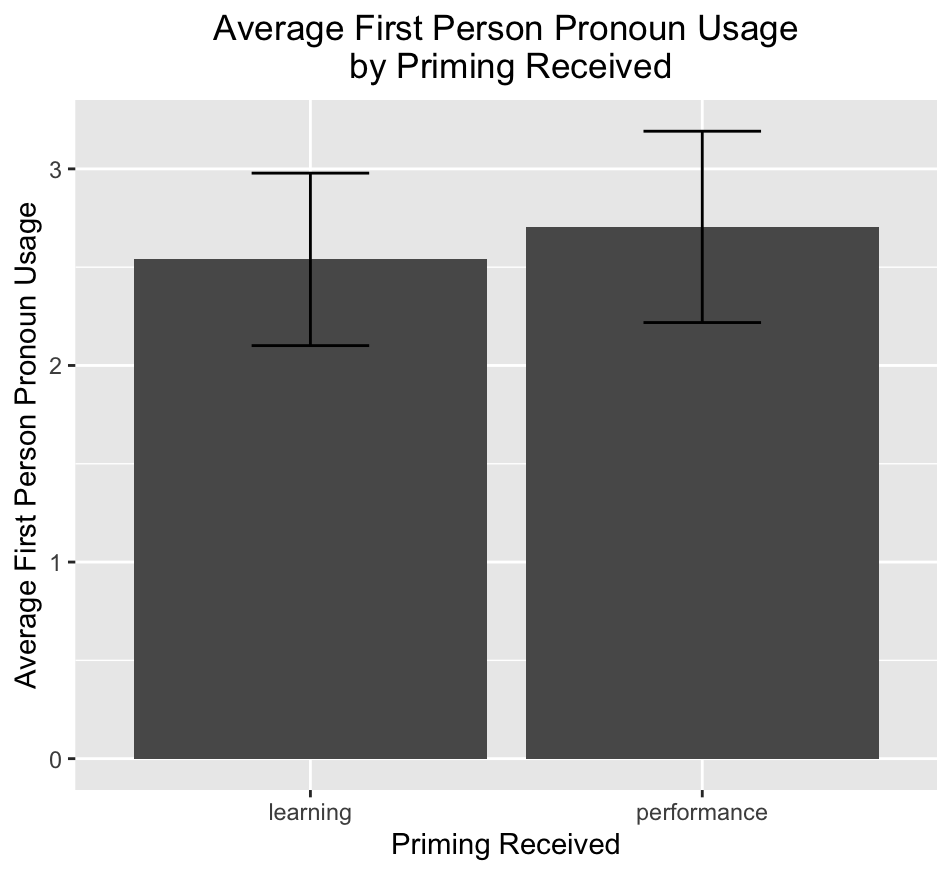 Average First Person Pronoun Usage
by Priming Received
Average First Person Pronoun Usage
3
2
1
0
learning
performance
Priming Received